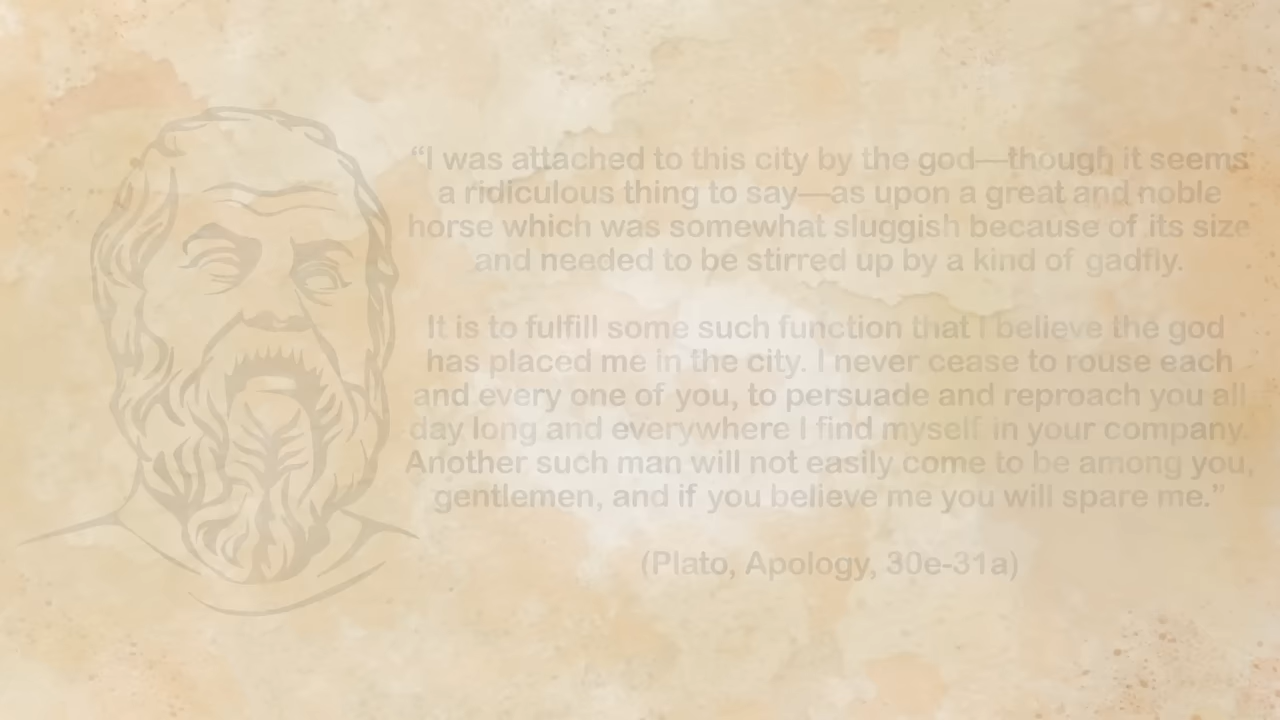 “I was attached to this city by the god—though it seems
a ridiculous thing to say—as upon a great and noble
horse which was somewhat sluggish because of its size
and needed to be stirred up by a kind of gadfly.
It is to fulfill some such function that I believe the god
has placed me in the city. I never cease to rouse each
and every one of you, to persuade and reproach you all
day long and everywhere I find myself in your company.
Another such man will not easily come to be among you,
gentlemen, and if you believe me you will spare me.”
(Plato, Apology, 30e-31a)